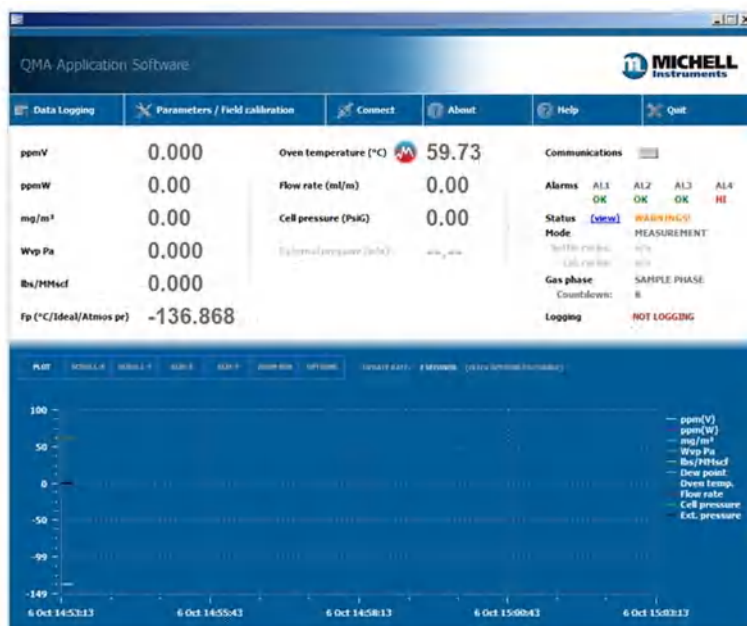 QMA Application Software
MICHELL
Instruments
Data Logging
Parameters / Field calibration
Connect
About
Help
Quit
ppmV 0.000 Oven temperature (°C) 59.73 Communications
ppmW 0.00 Flow rate (ml/m) 0.00 Alarms AL1 AL2 AL3 AL4
OK OK OK HI
mg/m³ 0.00 Cell pressure (PsiG) 0.00 Status (view) WARNINGS!
Mode MEASUREMENT
Wvp Pa 0.000 --.--
lbs/MMscf 0.000 Gas phase SAMPLE PHASE
Countdown: 8
Fp (°C/Ideal/Atmos pr) -136.868 Logging NOT LOGGING
PLOT
OPTIONS
100
50
0
-50
-99
-149
6 Oct 14:53:13
6 Oct 14:55:43
6 Oct 14:58:13
6 Oct 15:00:43
6 Oct 15:03:13
ppm(V)
ppm(W)
mg/m³
Wvp Pa
lbs/MMscf
Dew point
Oven temp.
Flow rate
Cell pressure
Ext. pressure